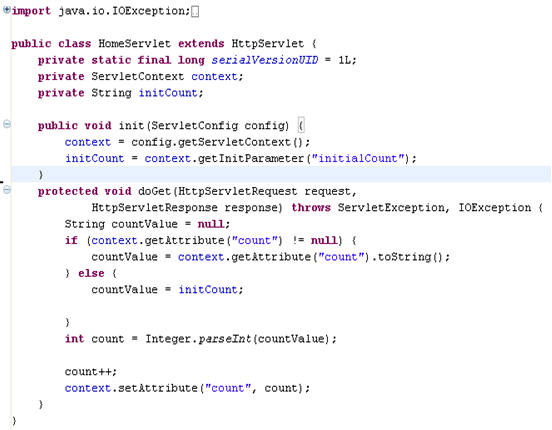 import java.io.IOException;

public class HomeServlet extends HttpServlet {
    private static final long serialVersionUID = 1L;
    private ServletContext context;
    private String initCount;

    public void init(ServletConfig config) {
        context = config.getServletContext();
        initCount = context.getInitParameter("initialCount");
    }
    protected void doGet(HttpServletRequest request,
            HttpServletResponse response) throws ServletException, IOException {
        String countValue = null;
        if (context.getAttribute("count") != null) {
            countValue = context.getAttribute("count").toString();
        } else {
            countValue = initCount;

        }
        int count = Integer.parseInt(countValue);

        count++;
        context.setAttribute("count", count);
    }
}